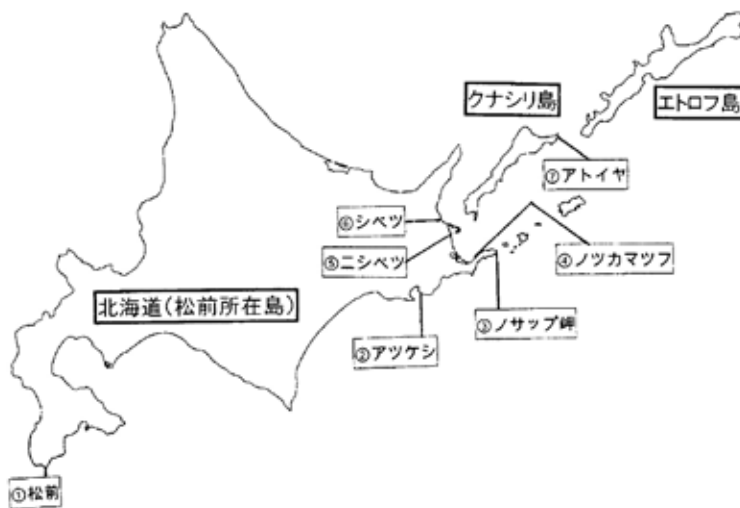 クナシリ島
エトロフ島
⑦アトイヤ
⑥シベツ
⑤ニシベツ
④ノツカマツフ
北海道(松前所在島)
③ノサップ岬
②アツケシ
①松前